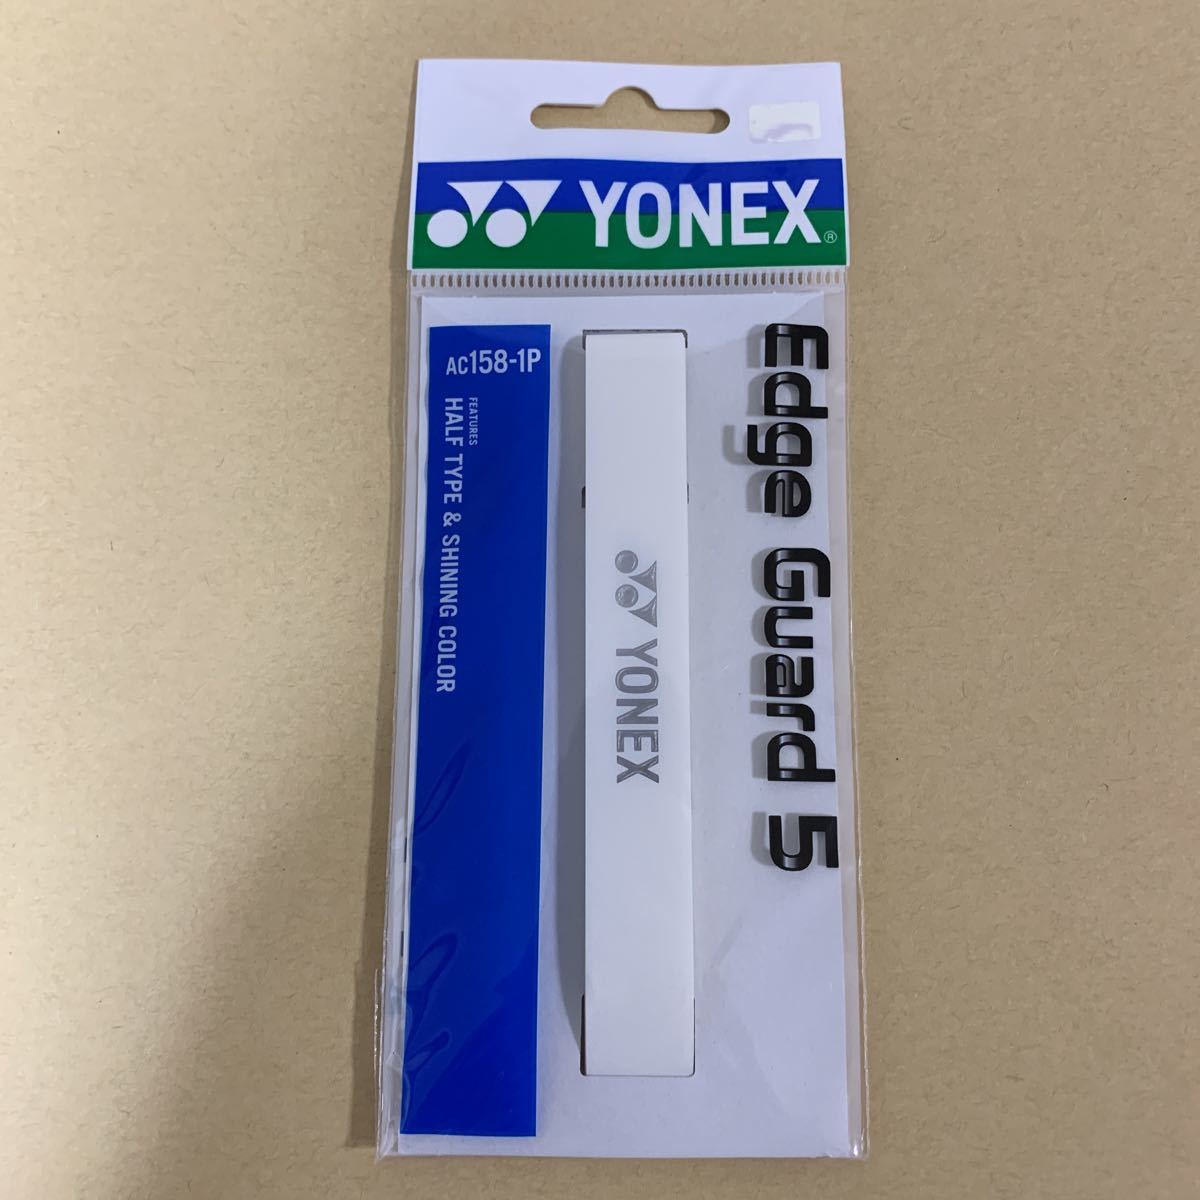 YONEX®
AC158-1P
FEATURES
HALF TYPE & SHINING COLOR
YONEX
Edge Guard 5